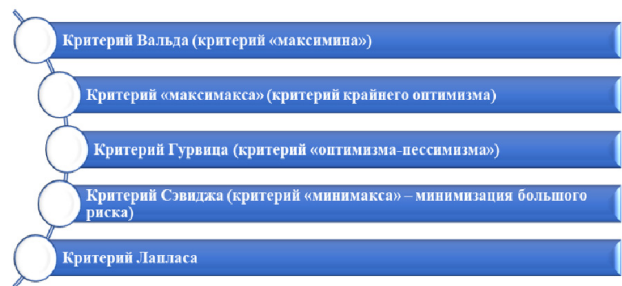 Критерий Вальда (критерий «максимина»)
Критерий «максимакса» (критерий крайнего оптимизма)
Критерий Гурвица (критерий «оптимизма-пессимизма»)
Критерий Сэвиджа (критерий «минимакса» – минимизация большого
риска)
Критерий Лапласа